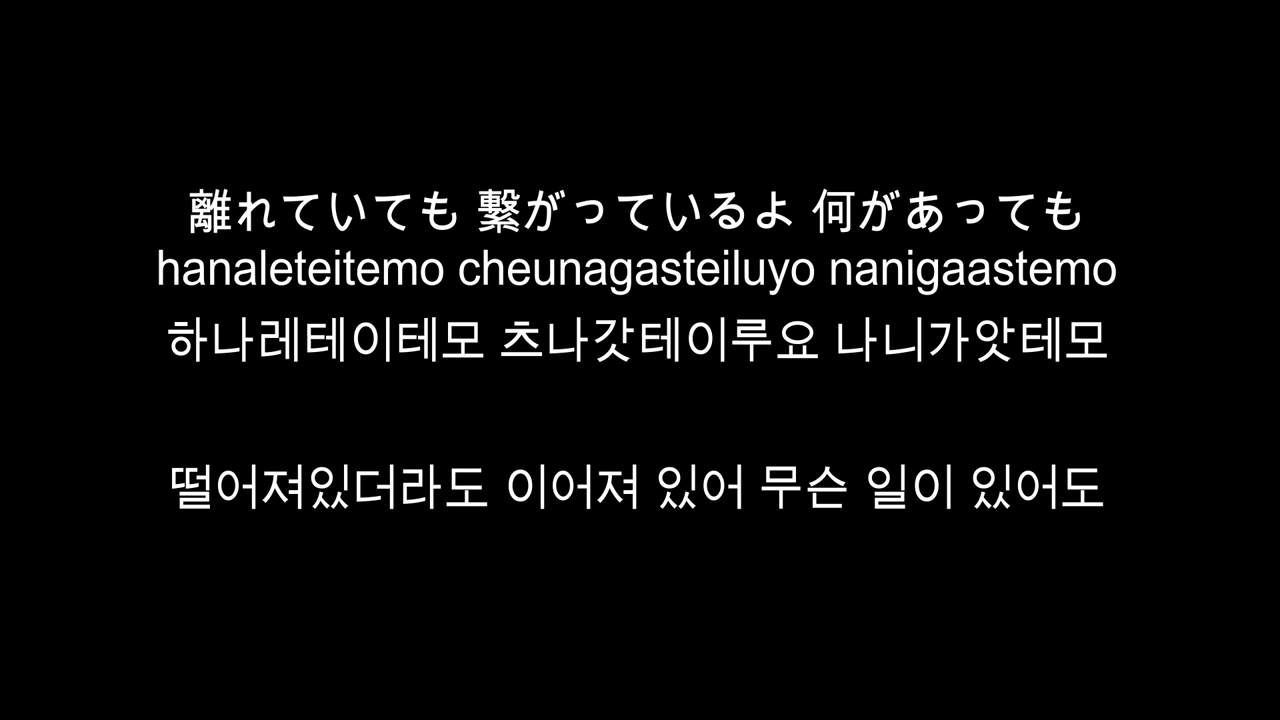 離れていても 繋がっているよ 何があっても
hanaleteitemo cheunagasteiluyo nanigaastemo
하나레테이테모 츠나갓테이루요 나니가앗테모
떨어져있더라도 이어져 있어 무슨 일이 있어도